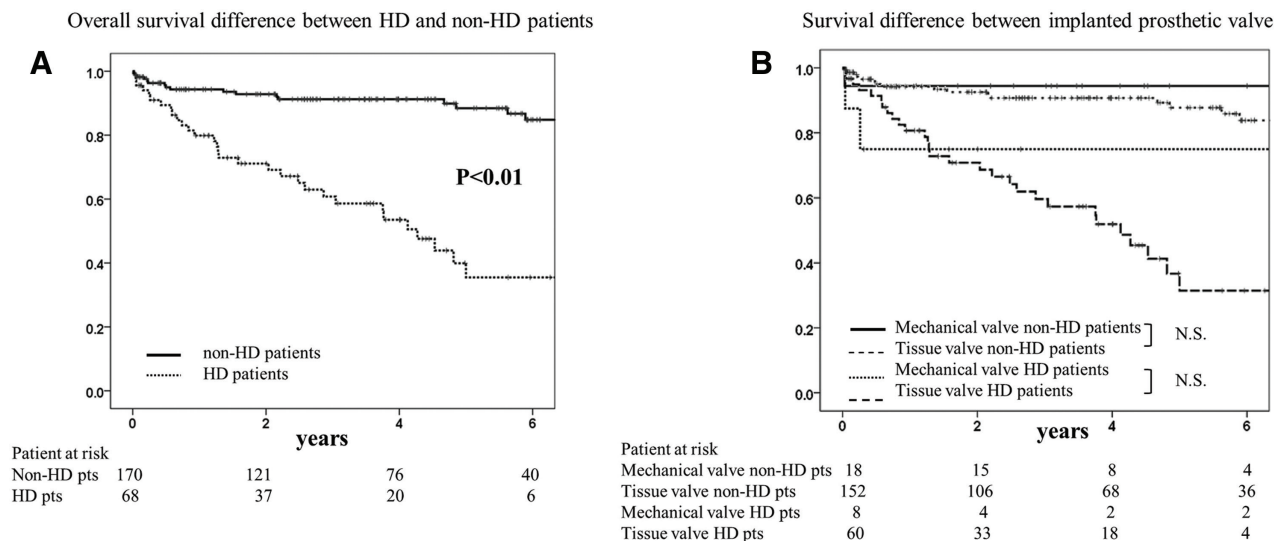 Overall survival difference between HD and non-HD patients
A
1.0
0.8
0.6
0.4
0.2
0.0
P<0.01
non-HD patients
HD patients
0 2 4 6
years
Patient at risk
Non-HD pts 170 121 76 40
HD pts 68 37 20 6
Survival difference between implanted prosthetic valve
B
1.0
0.8
0.6
0.4
0.2
0.0
Mechanical valve non-HD patients
Tissue valve non-HD patients
N.S.
Mechanical valve HD patients
Tissue valve HD patients
N.S.
0 2 4 6
years
Patient at risk
Mechanical valve non-HD pts 18 15 8 4
Tissue valve non-HD pts 152 106 68 36
Mechanical valve HD pts 8 4 2 2
Tissue valve HD pts 60 33 18 4